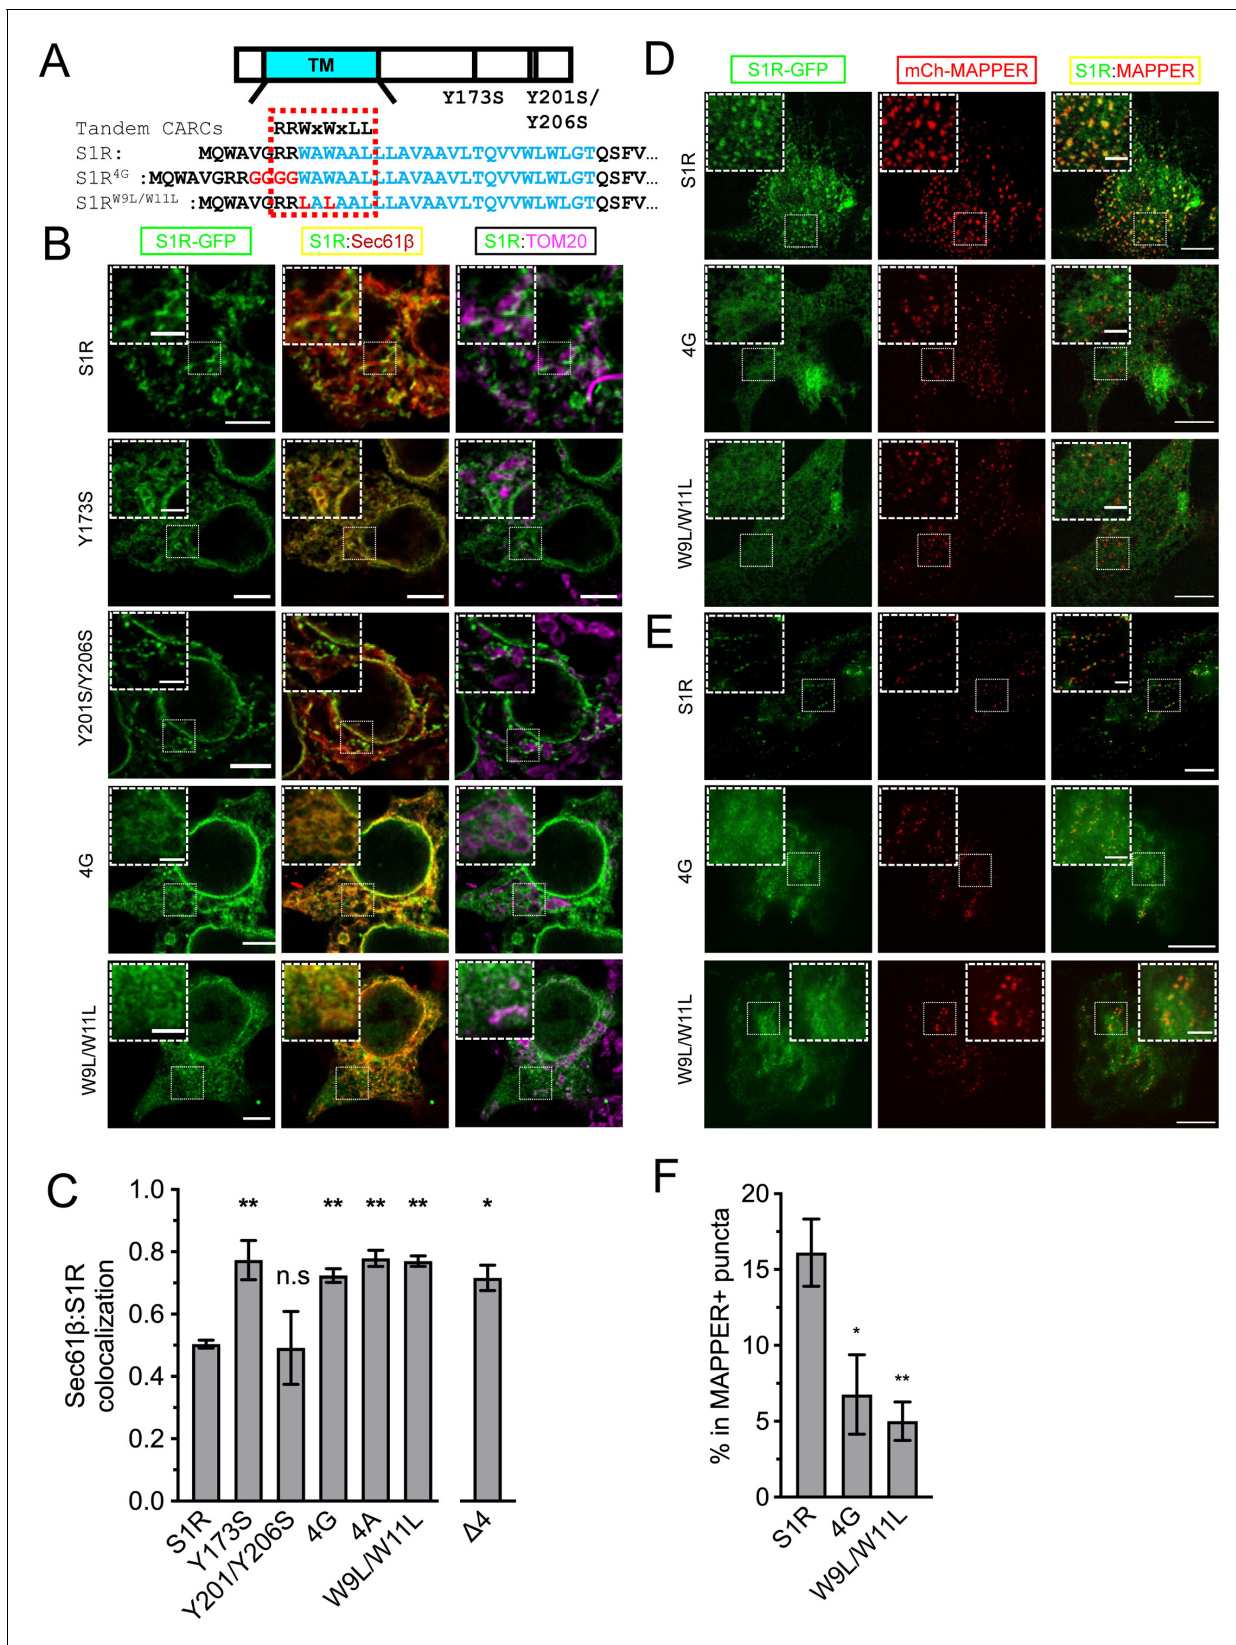 A
TM
Y173S
Y201S/
Y206S
Tandem CARCs RRWxWxLL
S1R: MQWAVGRRWAWAALLLAVAAVLTQVVWLWLGTQSFV...
S1R4G :MQWAVGRRGGGGWAWAALLLAVAAVLTQVVWLWLGTQSFV...
S1RW9L/W11L : MQWAVGRRLALAALLLAVAAVLTQVVWLWLGTQSFV...
B
S1R-GFP
S1R:Sec61β
S1R:TOM20
S1R
Y173S
Y201S/Y206S
4G
W9L/W11L
C
Sec61β:S1R
colocalization
1.0
0.8
0.6
0.4
0.2
0.0
**
n.s
**
**
**
*
S1R
Y173S
Y201/Y206S
4G
4A
W9L/W11L
Δ4
D
S1R-GFP
mCh-MAPPER
S1R:MAPPER
S1R
4G
W9L/W11L
E
S1R
4G
W9L/W11L
F
% in MAPPER+ puncta
20
15
10
5
0
*
**
S1R
4G
W9L/W11L